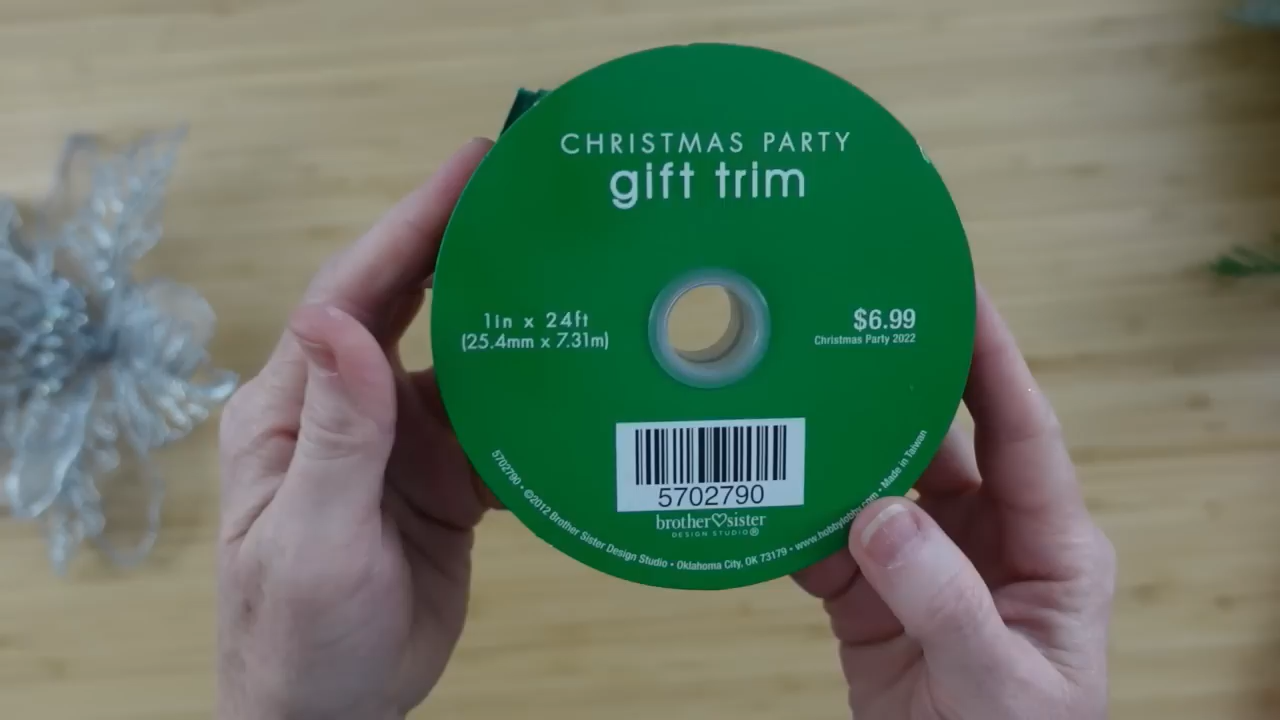 CHRISTMAS PARTY
gift trim
1in x 24ft
(25.4mm x 7.31m)
$6.99
Christmas Party 2022
5702790
brother♡sister
DESIGN STUDIO®
5702790 • ©2012 Brother Sister Design Studio • Oklahoma City, OK 73179 • www.hobbylobby.com • Made in Taiwan